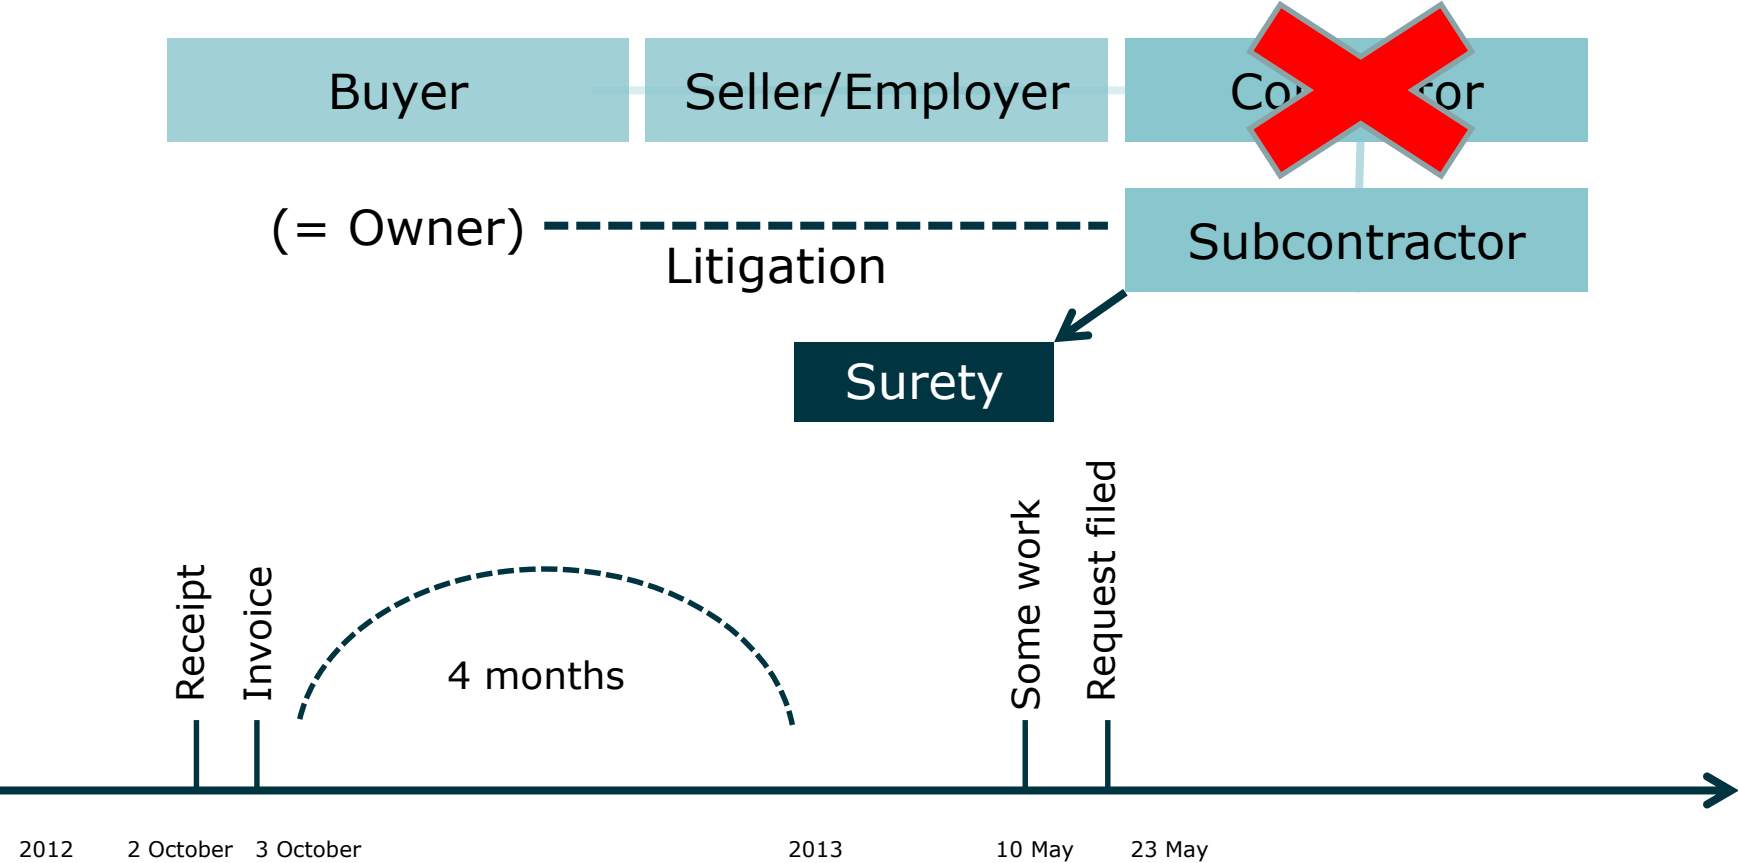 Buyer
Seller/Employer
(= Owner)
Litigation
Subcontractor
Surety
Receipt
Invoice
4 months
Some work
Request filed
2012
2 October
3 October
2013
10 May
23 May